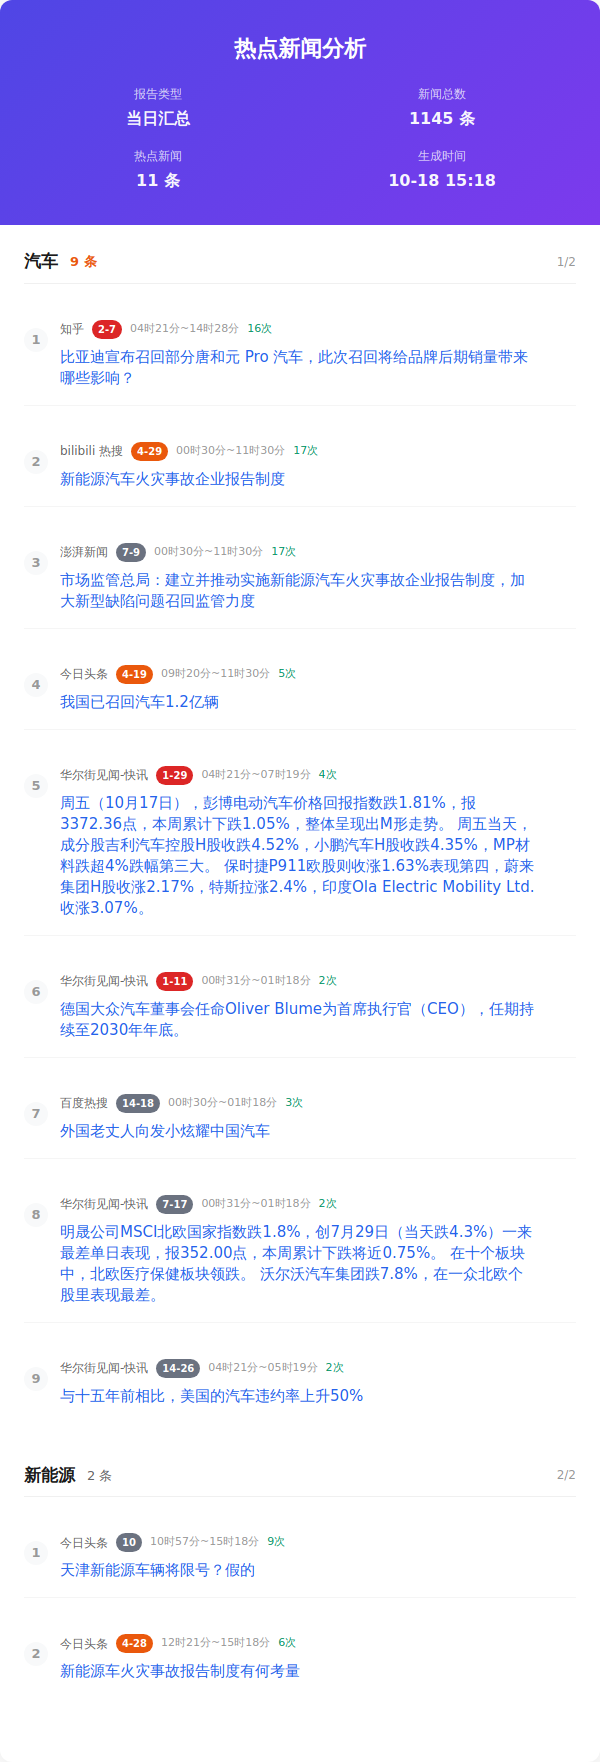 热点新闻分析
报告类型
当日汇总
新闻总数
1145 条
热点新闻
11 条
生成时间
10-18 15:18
汽车 9 条 1/2
1
知乎 2-7 04时21分~14时28分 16次
比亚迪宣布召回部分唐和元 Pro 汽车，此次召回将给品牌后期销量带来
哪些影响？
2
bilibili 热搜 4-29 00时30分~11时30分 17次
新能源汽车火灾事故企业报告制度
3
澎湃新闻 7-9 00时30分~11时30分 17次
市场监管总局：建立并推动实施新能源汽车火灾事故企业报告制度，加
大新型缺陷问题召回监管力度
4
今日头条 4-19 09时20分~11时30分 5次
我国已召回汽车1.2亿辆
5
华尔街见闻-快讯 1-29 04时21分~07时19分 4次
周五（10月17日），彭博电动汽车价格回报指数跌1.81%，报
3372.36点，本周累计下跌1.05%，整体呈现出M形走势。 周五当天，
成分股吉利汽车控股H股收跌4.52%，小鹏汽车H股收跌4.35%，MP材
料跌超4%跌幅第三大。 保时捷P911欧股则收涨1.63%表现第四，蔚来
集团H股收涨2.17%，特斯拉涨2.4%，印度Ola Electric Mobility Ltd.
收涨3.07%。
6
华尔街见闻-快讯 1-11 00时31分~01时18分 2次
德国大众汽车董事会任命Oliver Blume为首席执行官（CEO），任期持
续至2030年年底。
7
百度热搜 14-18 00时30分~01时18分 3次
外国老丈人向发小炫耀中国汽车
8
华尔街见闻-快讯 7-17 00时31分~01时18分 2次
明晟公司MSCI北欧国家指数跌1.8%，创7月29日（当天跌4.3%）一来
最差单日表现，报352.00点，本周累计下跌将近0.75%。 在十个板块
中，北欧医疗保健板块领跌。 沃尔沃汽车集团跌7.8%，在一众北欧个
股里表现最差。
9
华尔街见闻-快讯 14-26 04时21分~05时19分 2次
与十五年前相比，美国的汽车违约率上升50%
新能源 2 条 2/2
1
今日头条 10 10时57分~15时18分 9次
天津新能源车辆将限号？假的
2
今日头条 4-28 12时21分~15时18分 6次
新能源车火灾事故报告制度有何考量